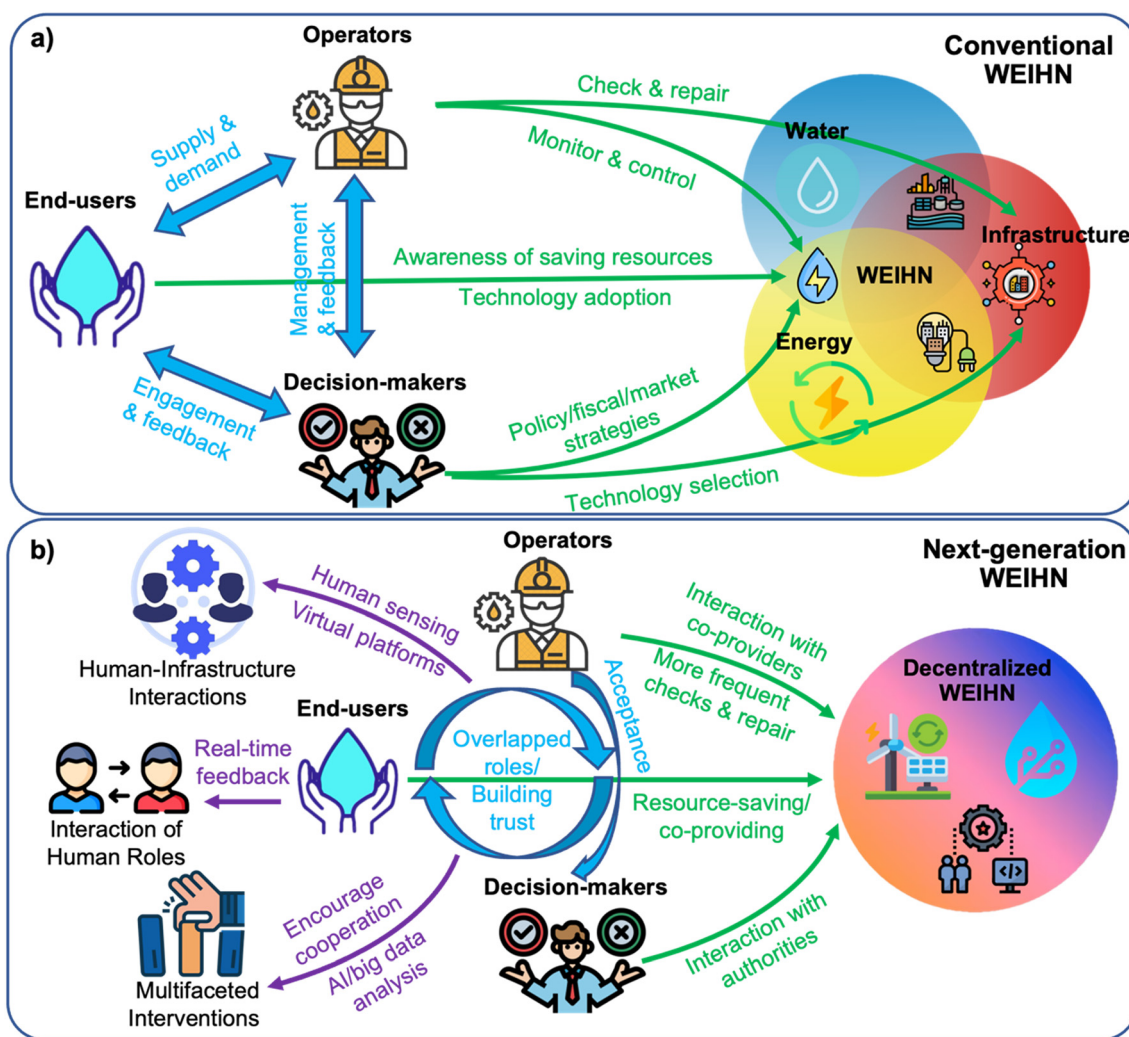 a)
Operators
Conventional
WEIHN
Check & repair
Monitor & control
Water
Supply &
demand
End-users
Management
& feedback
Awareness of saving resources
Technology adoption
Infrastructure
WEIHN
Energy
Decision-makers
Engagement
& feedback
Policy/fiscal/market
strategies
Technology selection
b)
Operators
Next-generation
WEIHN
Human sensing
Virtual platforms
Human-Infrastructure
Interactions
Interaction with
co-providers
More frequent
checks & repair
Decentralized
WEIHN
End-users
Acceptance
Overlapped
roles/
Building
trust
Real-time
feedback
Interaction of
Human Roles
Resource-saving/
co-providing
Decision-makers
Encourage
cooperation
AI/big data
analysis
Multifaceted
Interventions
Interaction with
authorities